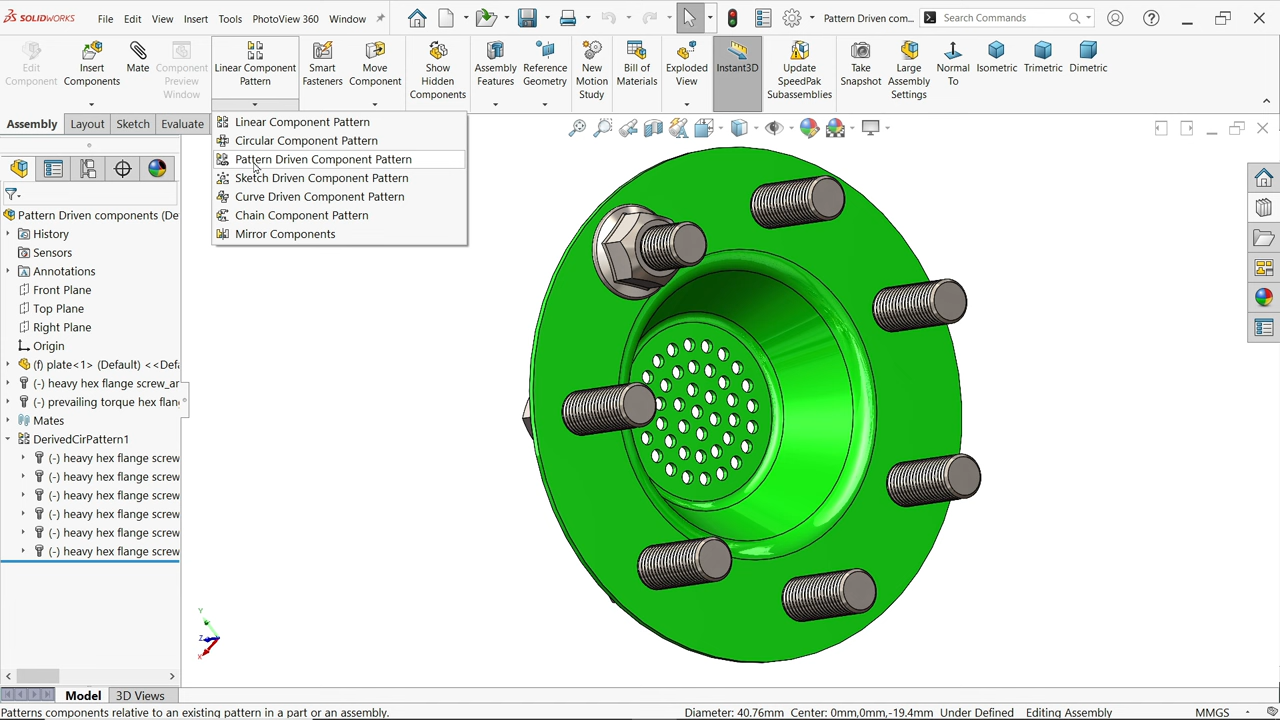 SOLIDWORKS File Edit View Insert Tools PhotoView 360 Window Pattern Driven com... Search Commands
Edit Component
Insert Components
Mate
Component Preview Window
Linear Component Pattern
Smart Fasteners
Move Component
Show Hidden Components
Assembly Features
Reference Geometry
New Motion Study
Bill of Materials
Exploded View
Instant3D
Update SpeedPak Subassemblies
Take Snapshot
Large Assembly Settings
Normal To
Isometric
Trimetric
Dimetric
Assembly Layout Sketch Evaluate
Linear Component Pattern
Circular Component Pattern
Pattern Driven Component Pattern
Sketch Driven Component Pattern
Curve Driven Component Pattern
Chain Component Pattern
Mirror Components
Pattern Driven components (De
History
Sensors
Annotations
Front Plane
Top Plane
Right Plane
Origin
(f) plate<1> (Default) <<Defa
(-) heavy hex flange screw_ar
(-) prevailing torque hex flan
Mates
DerivedCirPattern1
(-) heavy hex flange screw
(-) heavy hex flange screw
(-) heavy hex flange screw
(-) heavy hex flange screw
(-) heavy hex flange screw
(-) heavy hex flange screw
Y
Z
X
Model 3D Views
Patterns components relative to an existing pattern in a part or an assembly. Diameter: 40.76mm Center: 0mm,0mm,-19.4mm Under Defined Editing Assembly MMGS